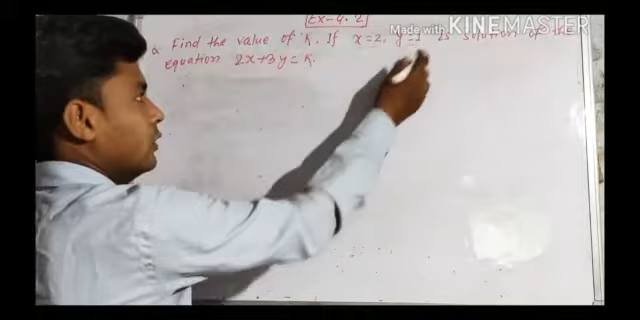 Ex-4.2
Made with KINEMASTER
Q Find the value of K. If x=2, y=1 is solution of the
equation 2x+3y=K.